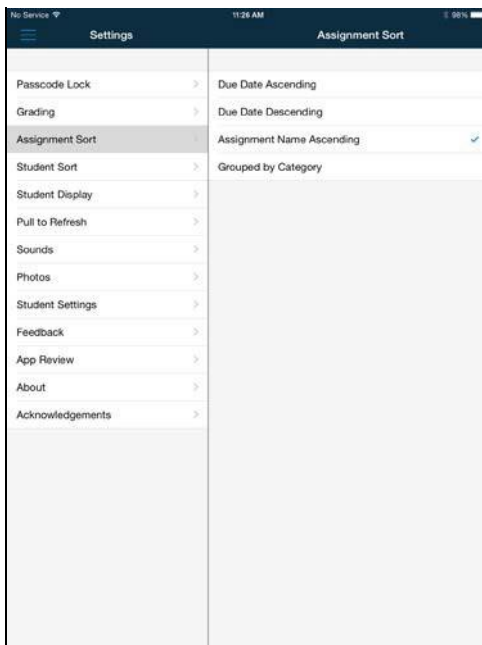 No Service 11:26 AM 98%
Settings
Assignment Sort
Passcode Lock
Grading
Assignment Sort
Student Sort
Student Display
Pull to Refresh
Sounds
Photos
Student Settings
Feedback
App Review
About
Acknowledgements
Due Date Ascending
Due Date Descending
Assignment Name Ascending
Grouped by Category